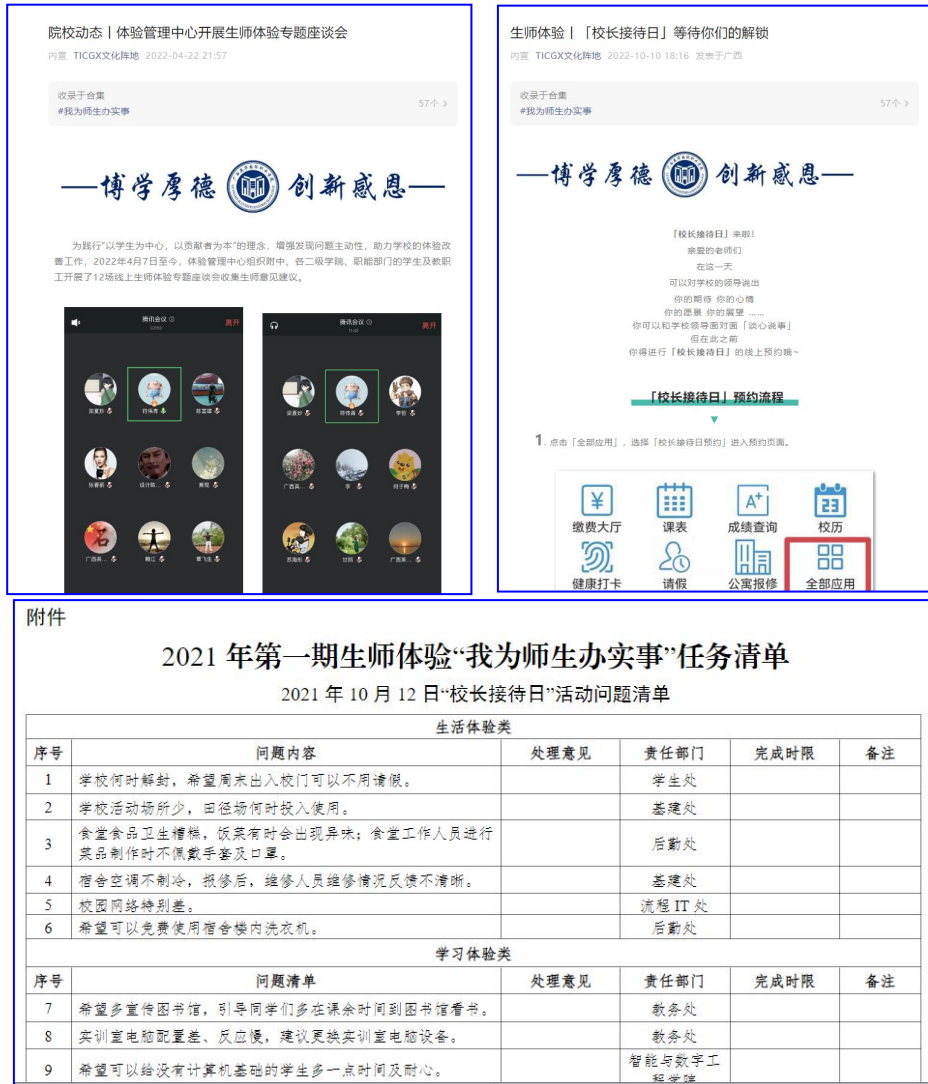 院校动态丨体验管理中心开展生师体验专题座谈会
内宣 TICGX文化阵地 2022-04-22 21:57
收录于合集
#我为师生办实事
57个 >
博学厚德 创新感恩
为践行“以学生为中心，以贡献者为本”的理念，增强发现问题主动性，助力学校的体验改
善工作，2022年4月7日至今，体验管理中心组织附中、各二级学院、职能部门的学生及教职
工开展了12场线上生师体验专题座谈会收集生师意见建议。
腾讯会议
离开
腾讯会议
离开
张春丽
设计陈...
广西英...
覃飞生
广西英...
李
何子梅
甘丽
广西英...
生师体验丨「校长接待日」等待你们的解锁
内宣 TICGX文化阵地 2022-10-10 18:16 发表于广西
收录于合集
#我为师生办实事
57个 >
博学厚德 创新感恩
「校长接待日」来啦！
亲爱的老师们
在这一天
可以对学校的领导说出
你的期待 你的心情
你的愿景 你的展望 ……
你可以和学校领导面对面「谈心说事」
但在此之前
你得进行「校长接待日」的线上预约哦~
「校长接待日」预约流程
1. 点击「全部应用」，选择「校长接待日预约」进入预约页面。
缴费大厅 课表 成绩查询 校历
健康打卡 请假 公寓报修 全部应用
附件
2021 年第一期生师体验“我为师生办实事”任务清单
2021 年 10 月 12 日“校长接待日”活动问题清单
生活体验类
序号 问题内容 处理意见 责任部门 完成时限 备注
1 学校何时解封，希望周末出入校门可以不用请假。 学生处
2 学校活动场所少，田径场何时投入使用。 基建处
3 食堂食品卫生糟糕，饭菜有时会出现异味；食堂工作人员进行
菜品制作时不佩戴手套及口罩。 后勤处
4 宿舍空调不制冷，报修后，维修人员维修情况反馈不清晰。 基建处
5 校园网络特别差。 流程 IT 处
6 希望可以免费使用宿舍楼内洗衣机。 后勤处
学习体验类
序号 问题清单 处理意见 责任部门 完成时限 备注
7 希望多宣传图书馆，引导同学们多在课余时间到图书馆看书。 教务处
8 实训室电脑配置差、反应慢，建议更换实训室电脑设备。 教务处
9 希望可以给没有计算机基础的学生多一点时间及耐心。 智能与数字工
程学院